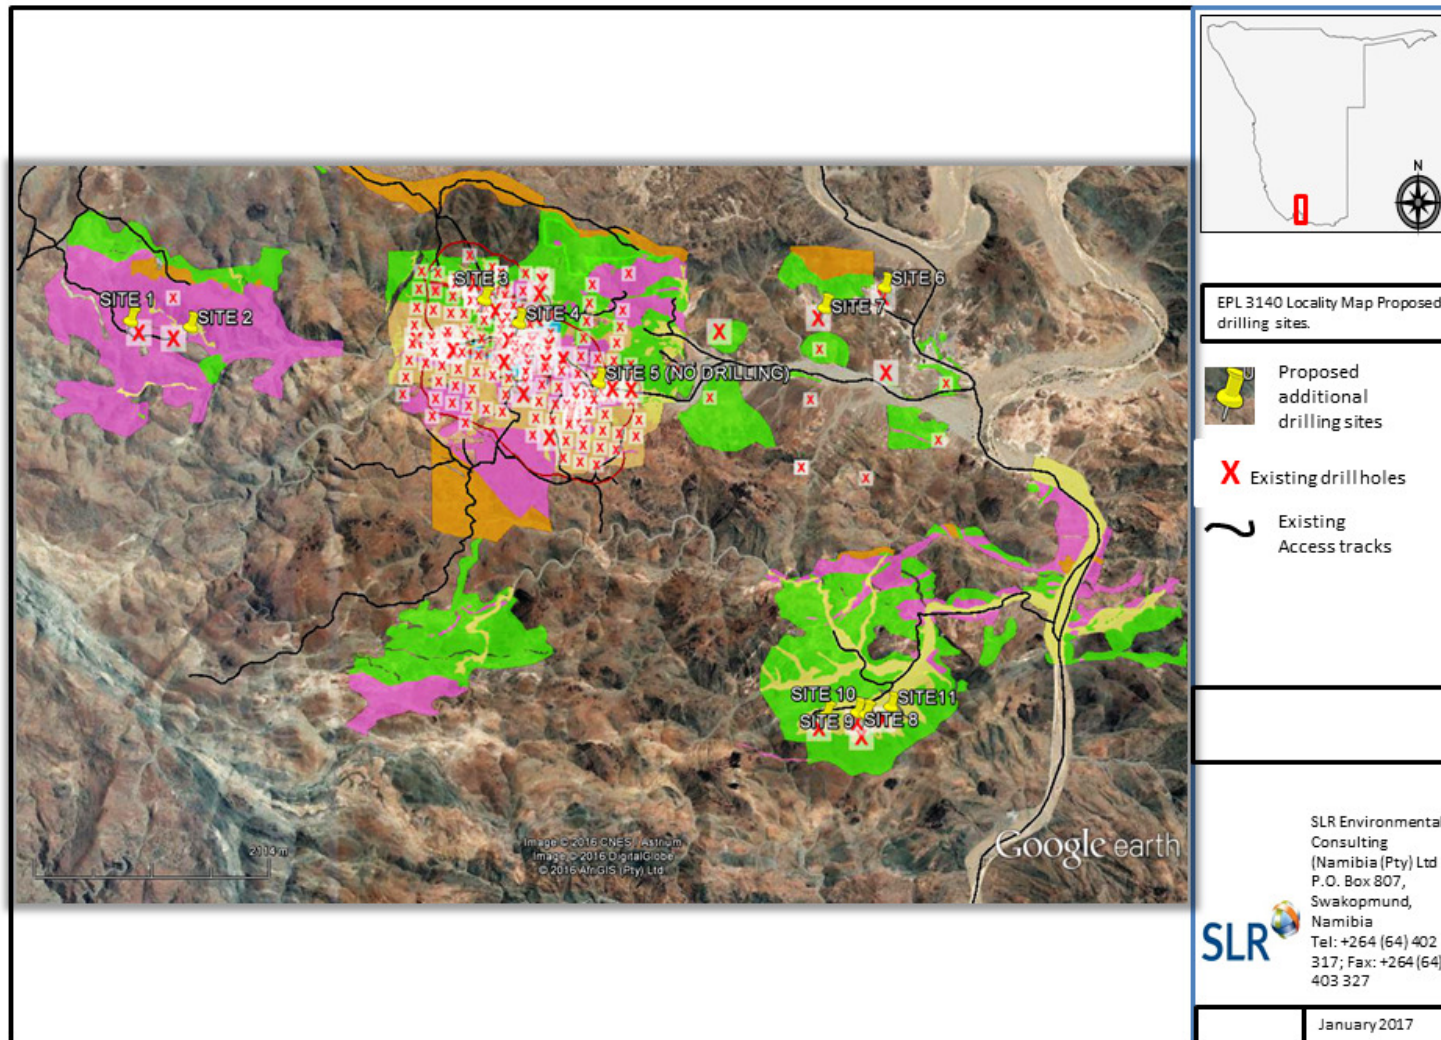 N
EPL 3140 Locality Map Proposed
drilling sites.
Proposed
additional
drillling sites
X Existing drill holes
Existing
Access tracks
SITE 1
SITE 2
SITE 3
SITE 4
SITE 5 (NO DRILLING)
SITE 6
SITE 7
SITE 10
SITE11
SITE 9
SITE 8
2114 m
Image © 2016 CNES / Astrium
Image © 2016 DigitalGlobe
© 2016 AfriGIS (Pty) Ltd.
Google earth
SLR
SLR Environmental
Consulting
(Namibia (Pty) Ltd
P.O. Box 807,
Swakopmund,
Namibia
Tel: +264 (64) 402
317; Fax: +264 (64)
403 327
January 2017